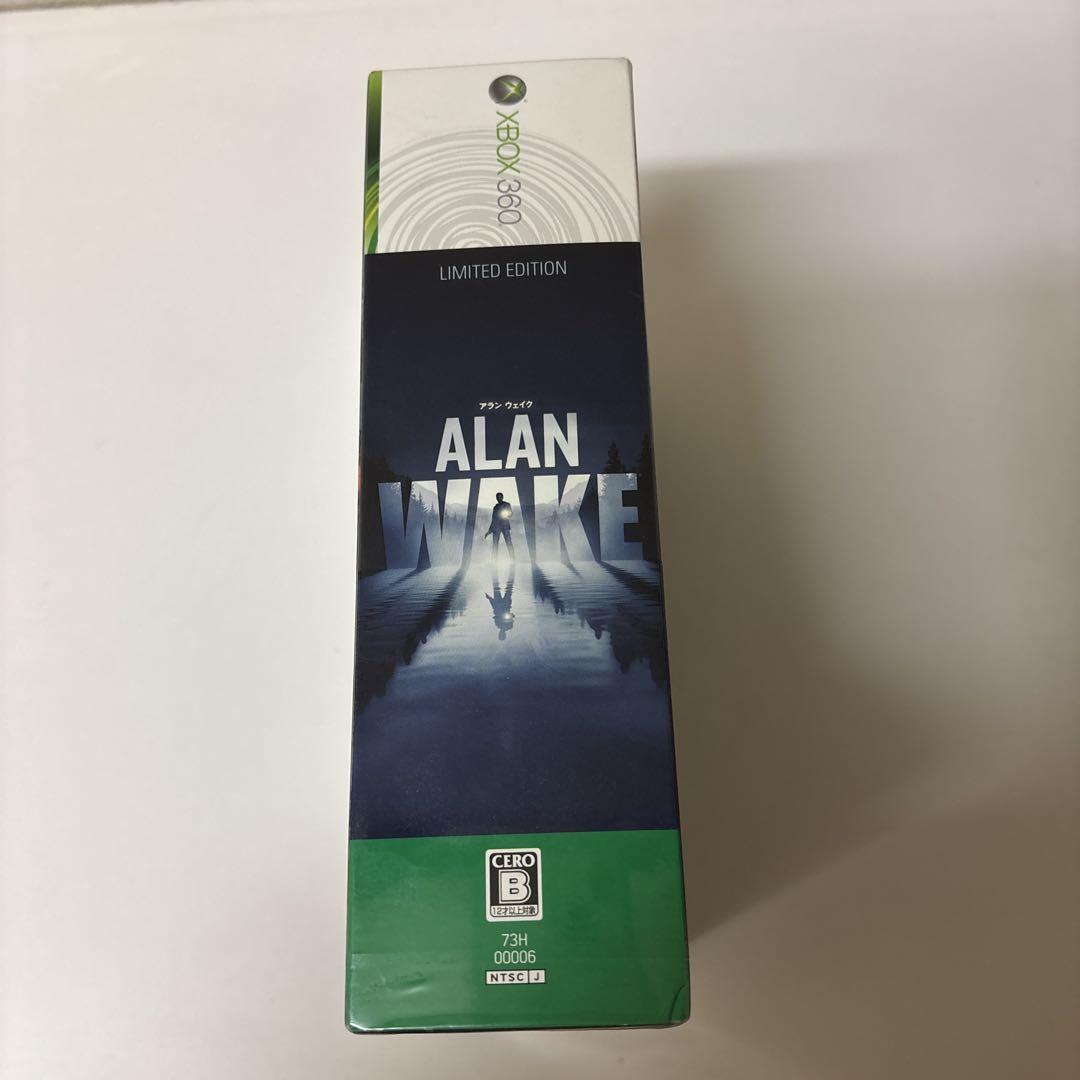 XBOX 360
LIMITED EDITION
アラン ウェイク
ALAN
WAKE
CERO
B
12才以上対象
73H
00006
NTSC J